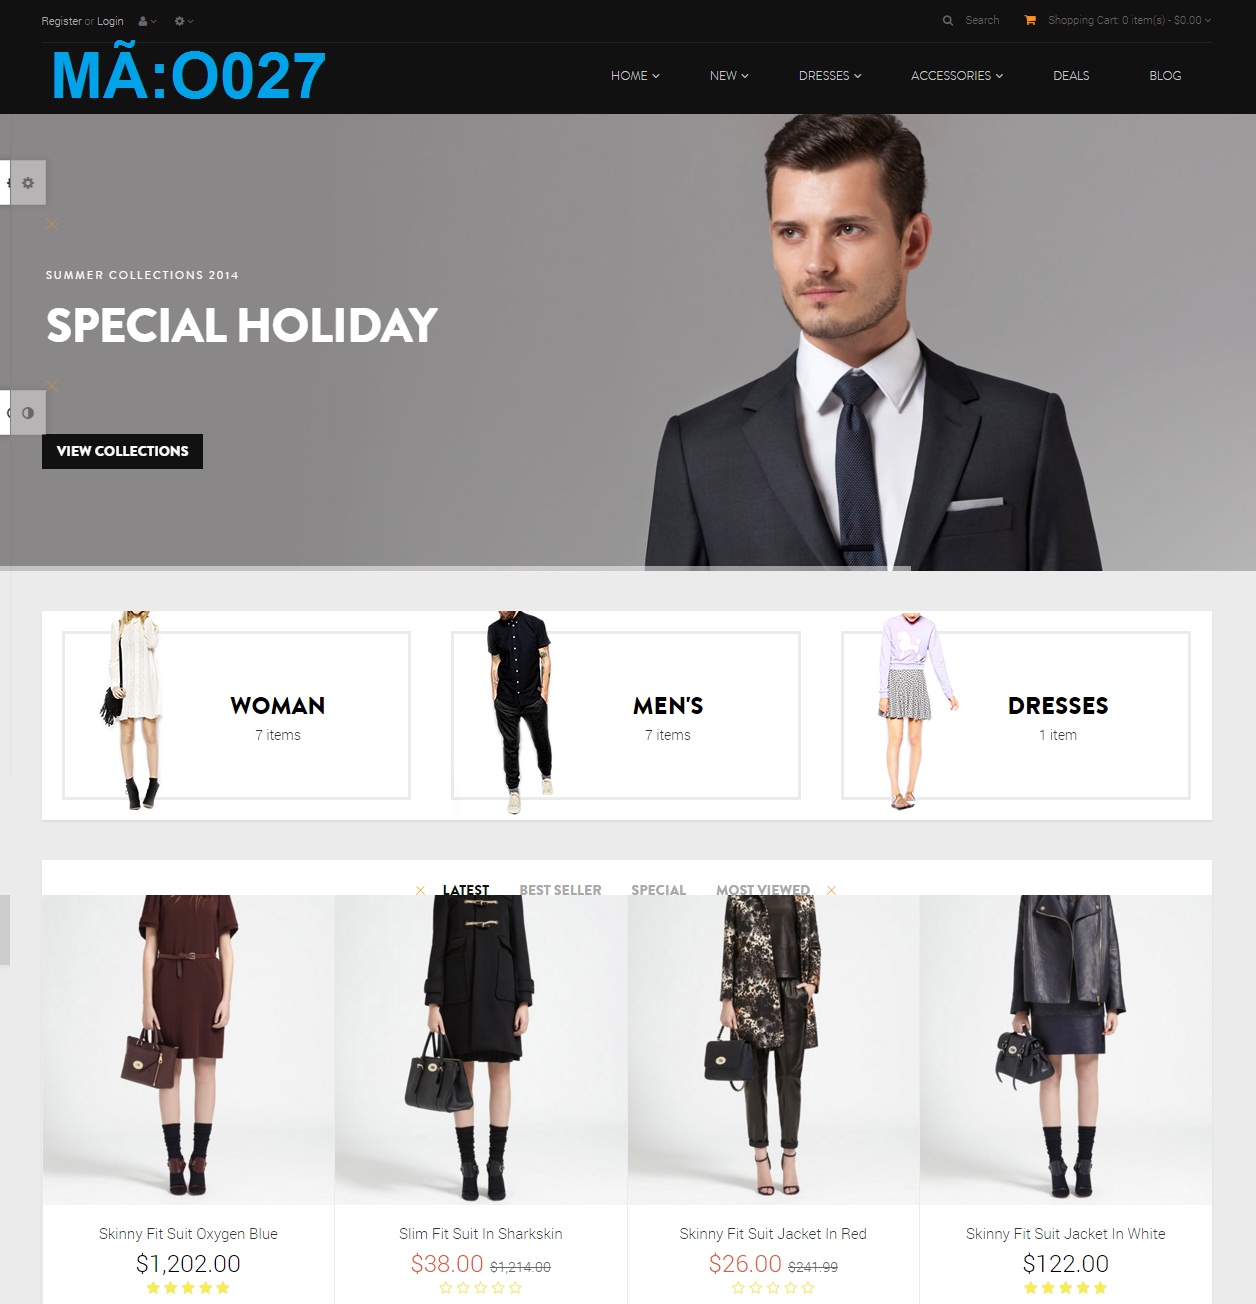 Register or Login
Search
Shopping Cart: 0 item(s) - $0.00
MÃ:O027
HOME NEW DRESSES ACCESSORIES DEALS BLOG
SUMMER COLLECTIONS 2014
SPECIAL HOLIDAY
VIEW COLLECTIONS
WOMAN
7 items
MEN'S
7 items
DRESSES
1 item
LATEST BEST SELLER SPECIAL MOST VIEWED
Skinny Fit Suit Oxygen Blue
$1,202.00
Slim Fit Suit In Sharkskin
$38.00 $1,214.00
Skinny Fit Suit Jacket In Red
$26.00 $241.99
Skinny Fit Suit Jacket In White
$122.00